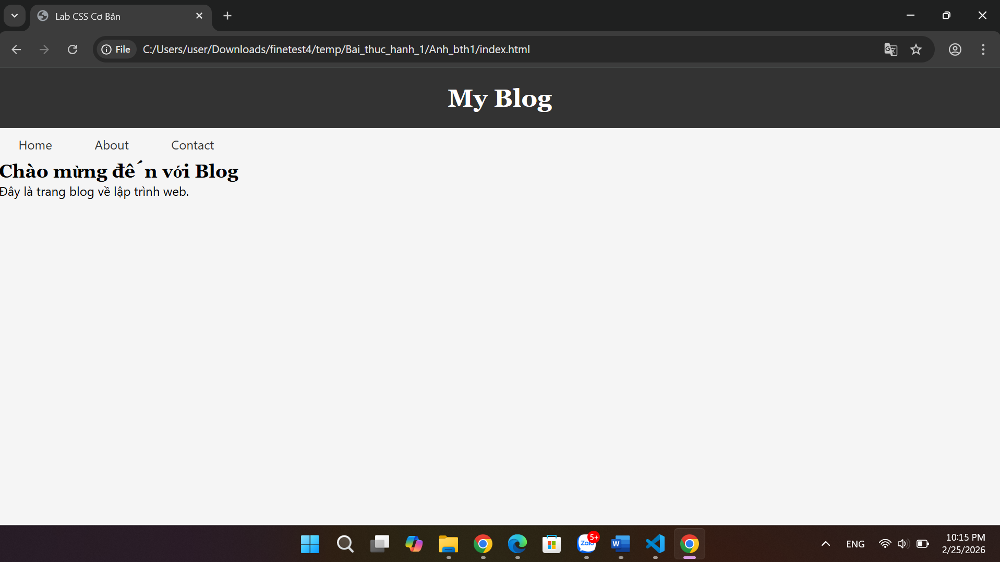 Lab CSS Cơ Bản
File C:/Users/user/Downloads/finetest4/temp/Bai_thuc_hanh_1/Anh_bth1/index.html
My Blog
Home About Contact
Chào mừng đến với Blog
Đây là trang blog về lập trình web.
Zalo 5+ W ENG 10:15 PM
2/25/2026